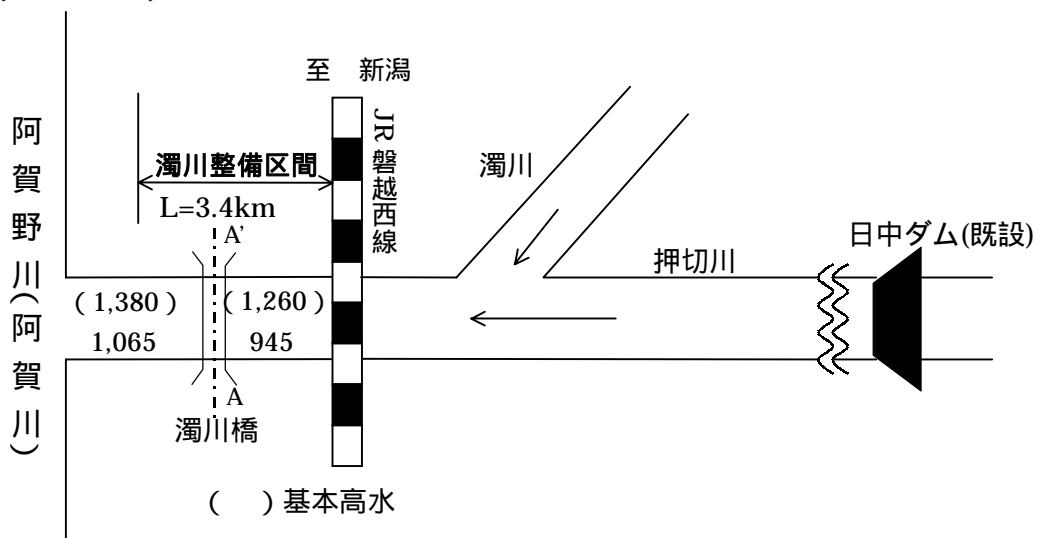 至 新潟
JR磐越西線
阿賀野川(阿賀川)
濁川整備区間
L=3.4km
A'
濁川
日中ダム(既設)
押切川
(1,380)
(1,260)
1,065
945
A
濁川橋
( )基本高水